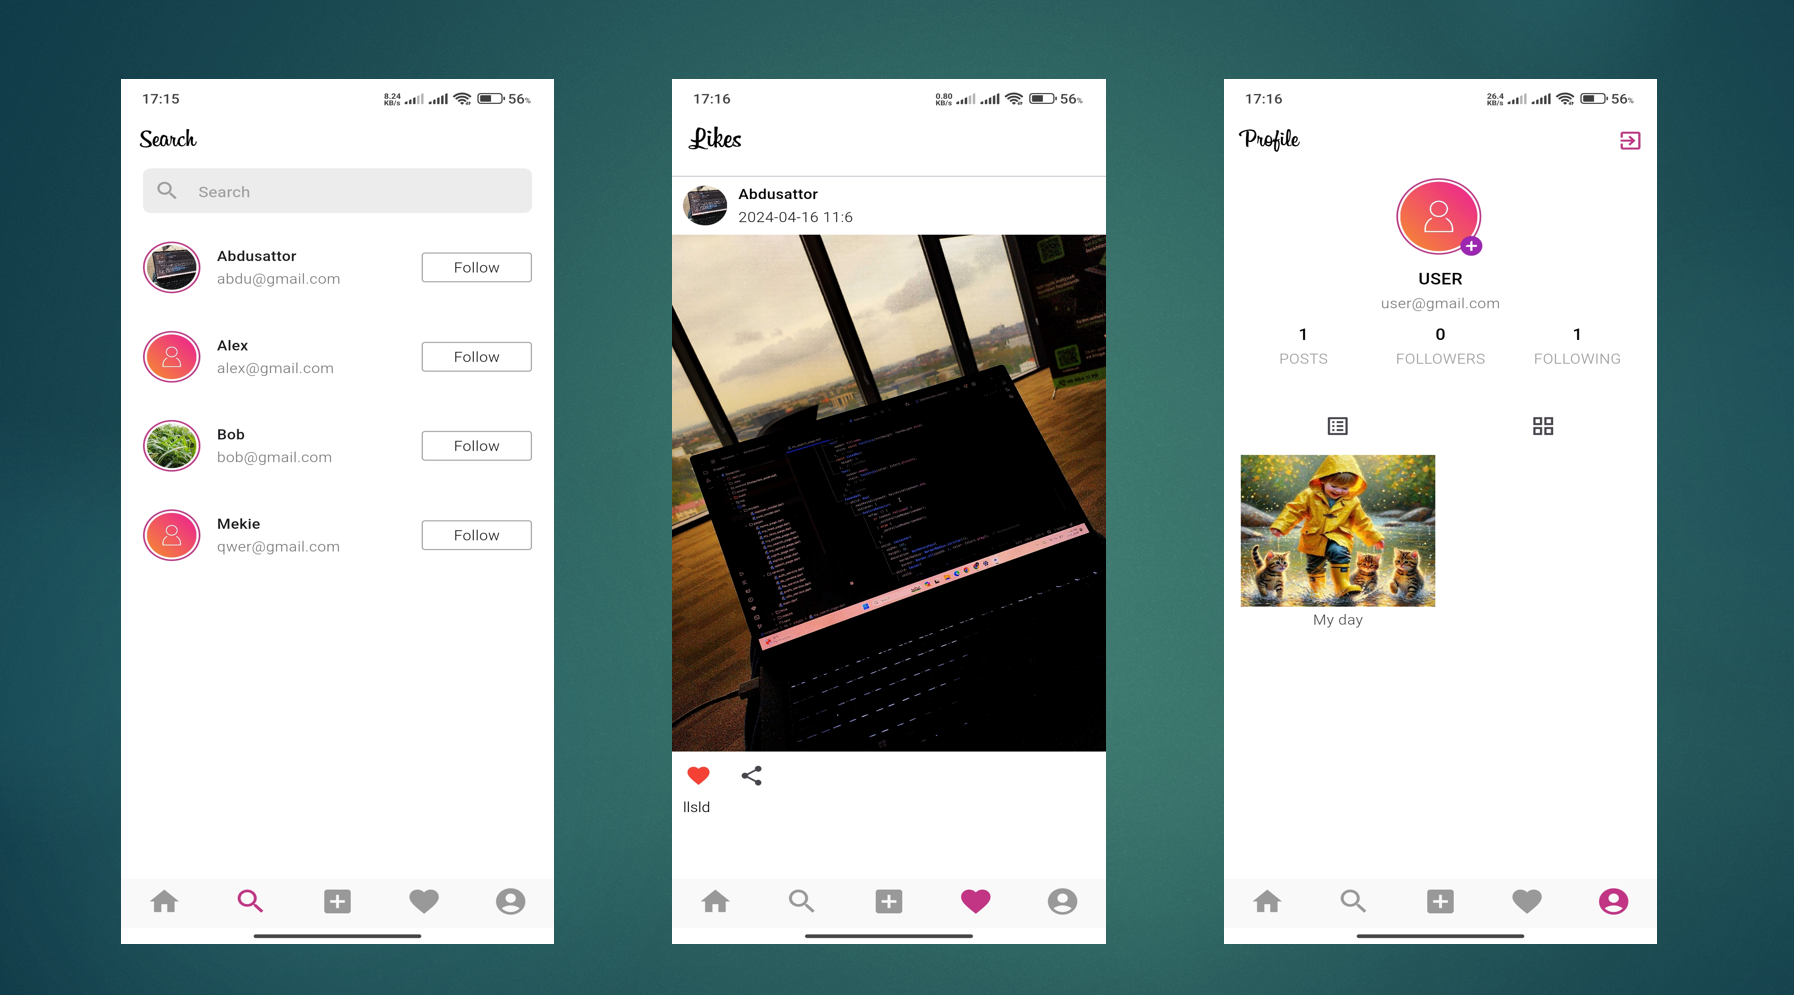 17:15
8.24
KB/s
56%
Search
Search
Abdusattor
abdu@gmail.com
Follow
Alex
alex@gmail.com
Follow
Bob
bob@gmail.com
Follow
Mekie
qwer@gmail.com
Follow
17:16
0.80
KB/s
56%
Likes
Abdusattor
2024-04-16 11:6
llsld
17:16
26.4
KB/s
56%
Profile
USER
user@gmail.com
1
POSTS
0
FOLLOWERS
1
FOLLOWING
My day